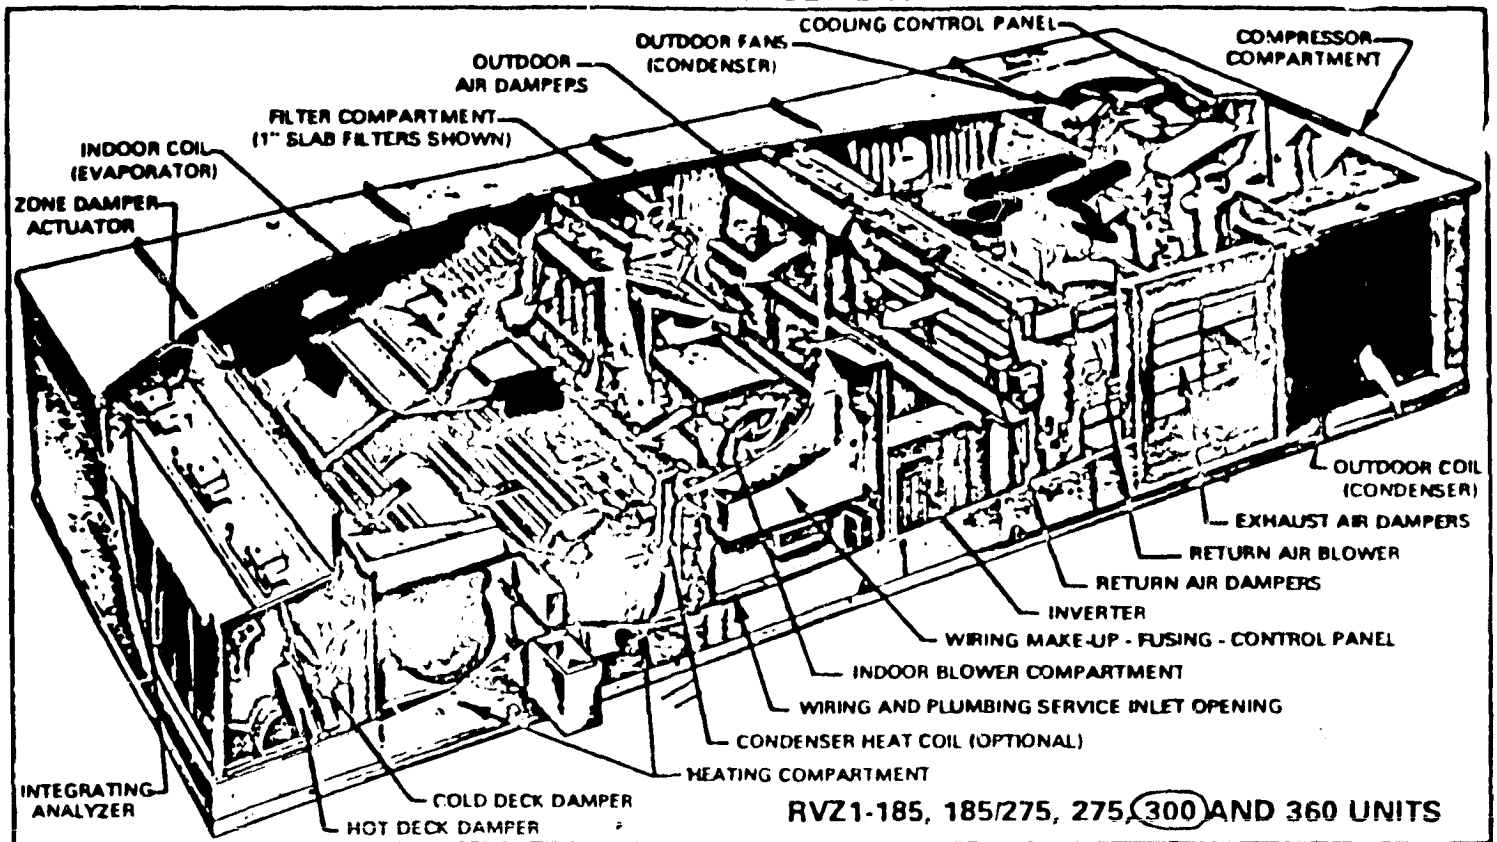 COOLING CONTROL PANEL
OUTDOOR FANS
(CONDENSER)
COMPRESSOR
COMPARTMENT
OUTDOOR
AIR DAMPERS
FILTER COMPARTMENT
(1" SLAB FILTERS SHOWN)
INDOOR COIL
(EVAPORATOR)
ZONE DAMPER
ACTUATOR
OUTDOOR COIL
(CONDENSER)
EXHAUST AIR DAMPERS
RETURN AIR BLOWER
RETURN AIR DAMPERS
INVERTER
WIRING MAKE-UP - FUSING - CONTROL PANEL
INDOOR BLOWER COMPARTMENT
WIRING AND PLUMBING SERVICE INLET OPENING
CONDENSER HEAT COIL (OPTIONAL)
HEATING COMPARTMENT
INTEGRATING
ANALYZER
COLD DECK DAMPER
HOT DECK DAMPER
RVZ1-185, 185/275, 275, 300 AND 360 UNITS